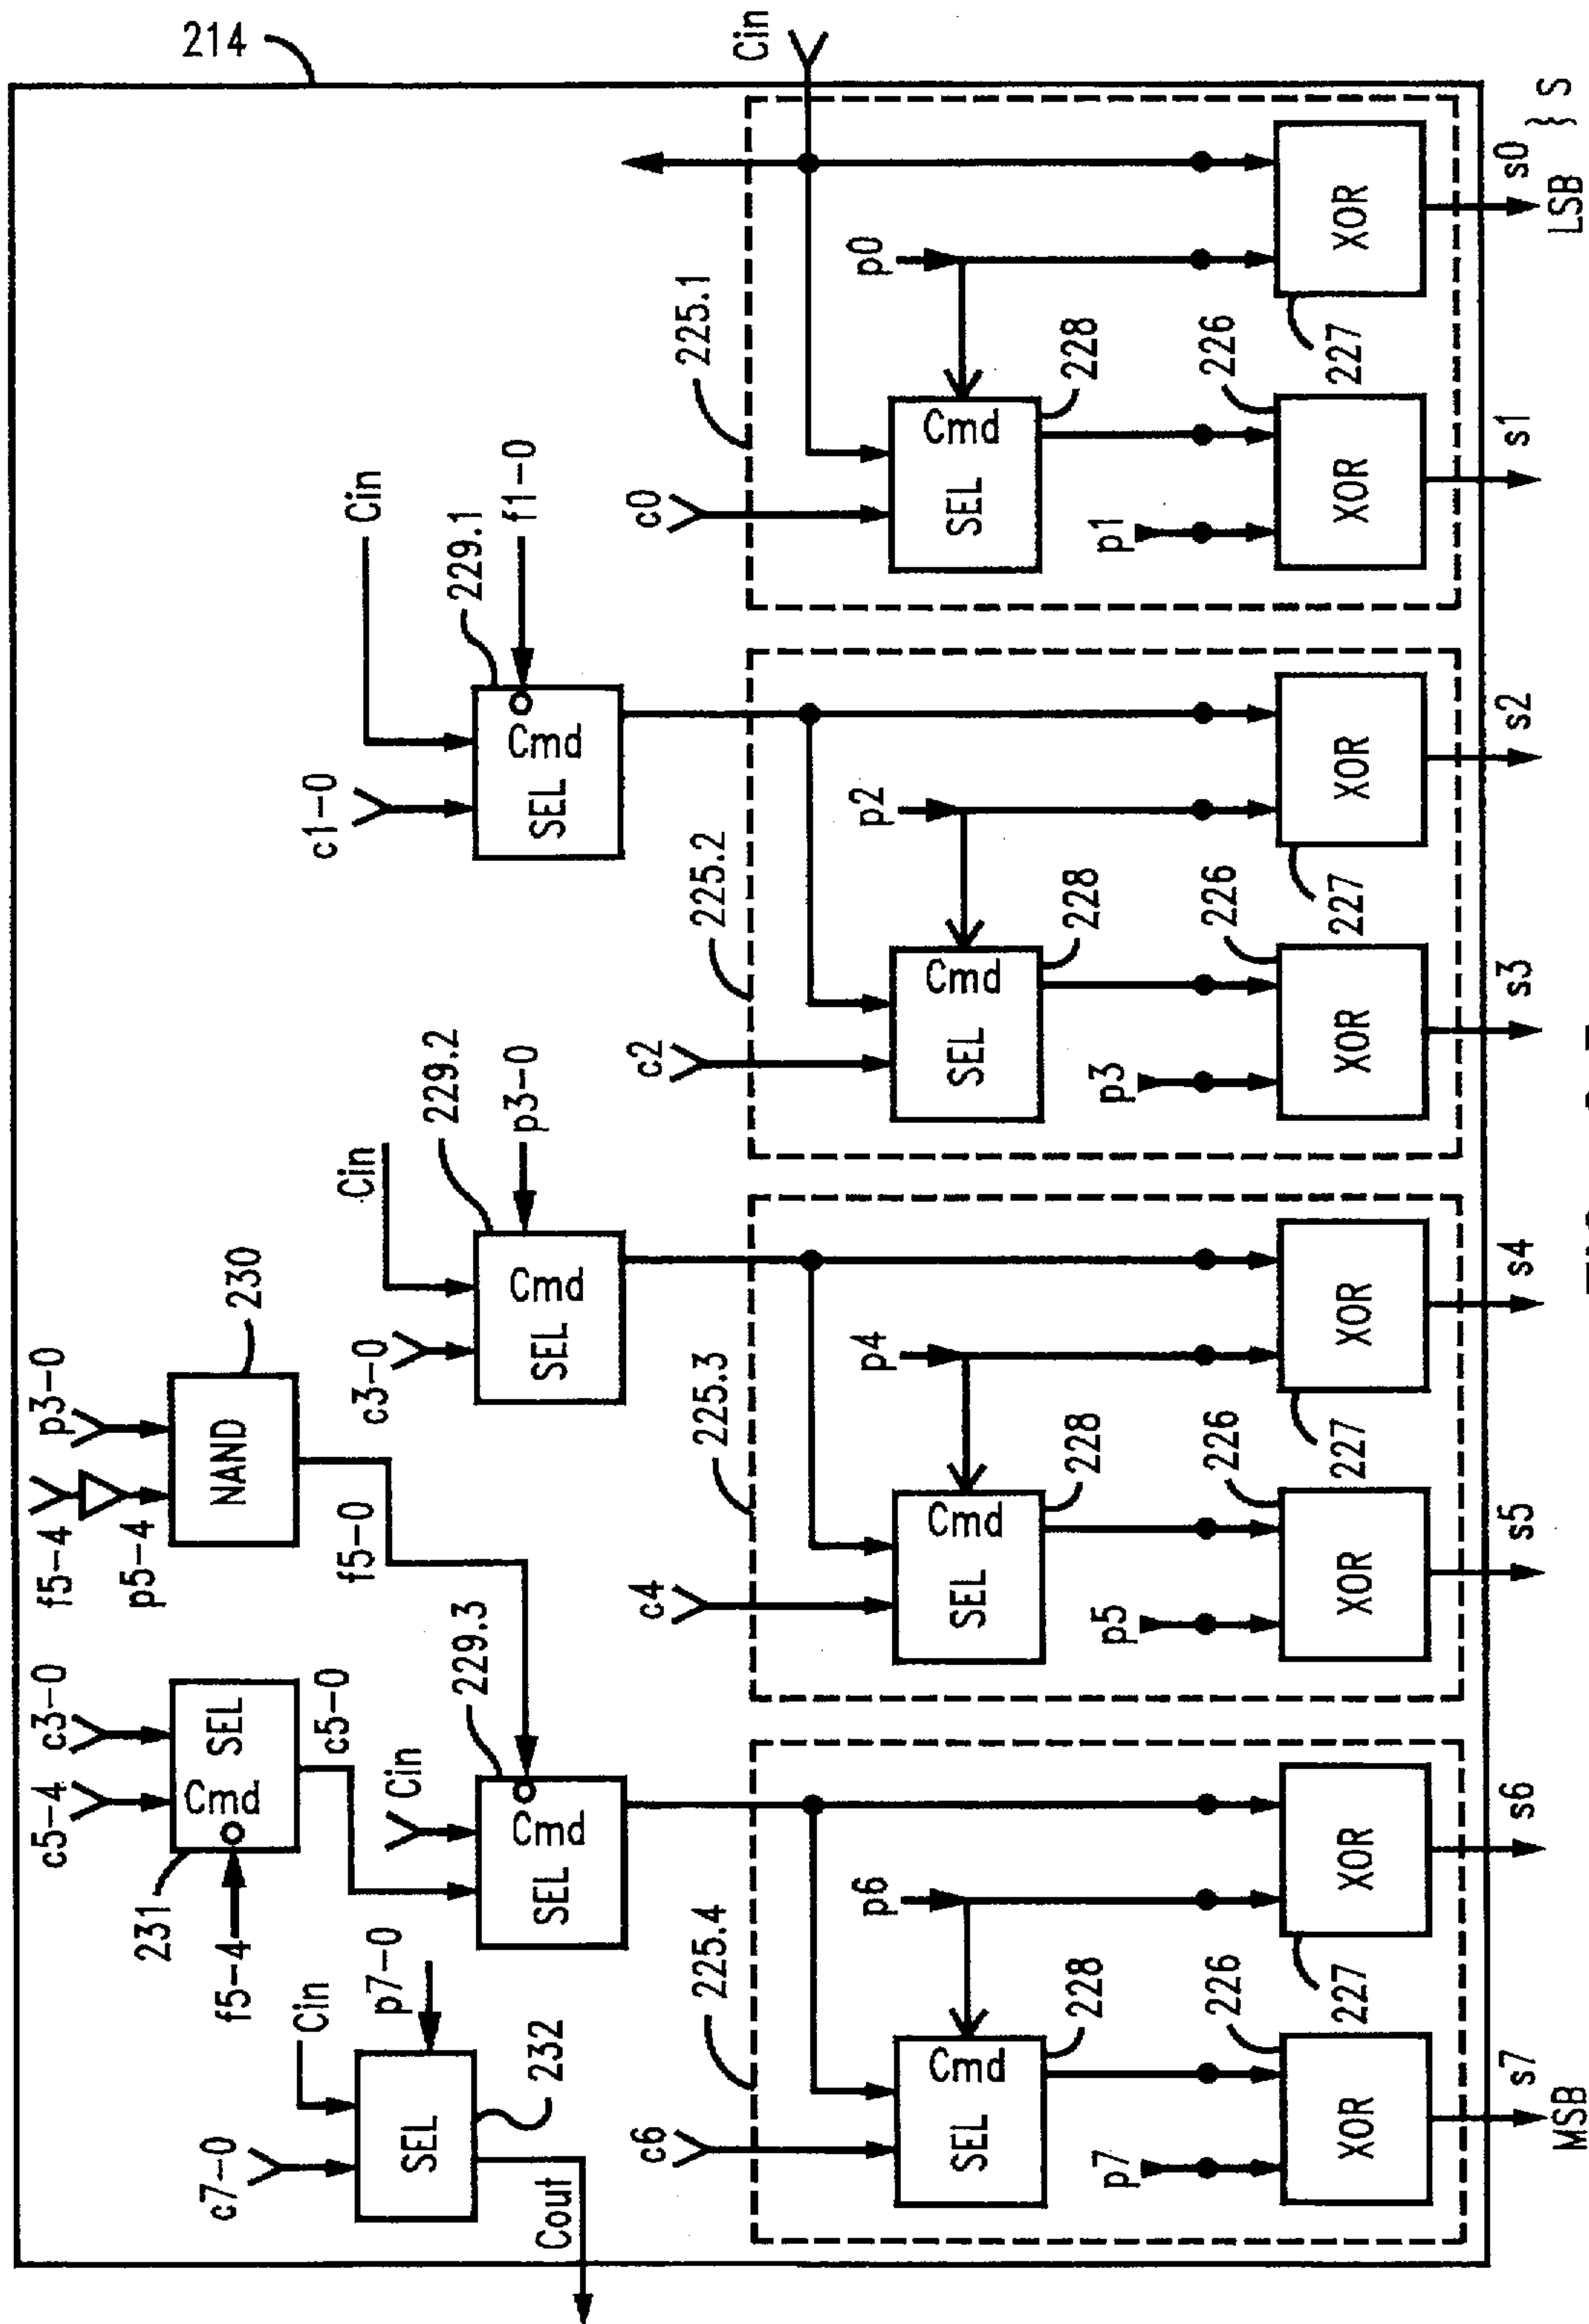 214
f5-4
p3-0
p5-4
NAND
230
c5-4
c3-0
Cmd
SEL
231
f5-4
c5-0
f5-0
c7-0
Cin
p7-0
SEL
232
Cout
Cin
229.3
Cmd
SEL
c3-0
Cin
229.2
p3-0
Cmd
SEL
c1-0
Cin
229.1
f1-0
Cmd
SEL
Cin
225.4
c6
p6
Cmd
SEL
228
p7
226
227
XOR
XOR
225.3
c4
p4
Cmd
SEL
228
p5
226
227
XOR
XOR
225.2
c2
p2
Cmd
SEL
228
p3
226
227
XOR
XOR
225.1
c0
p0
Cmd
SEL
228
p1
226
227
XOR
XOR
s7
s6
s5
s4
s3
s2
s1
s0
S
MSB
LSB